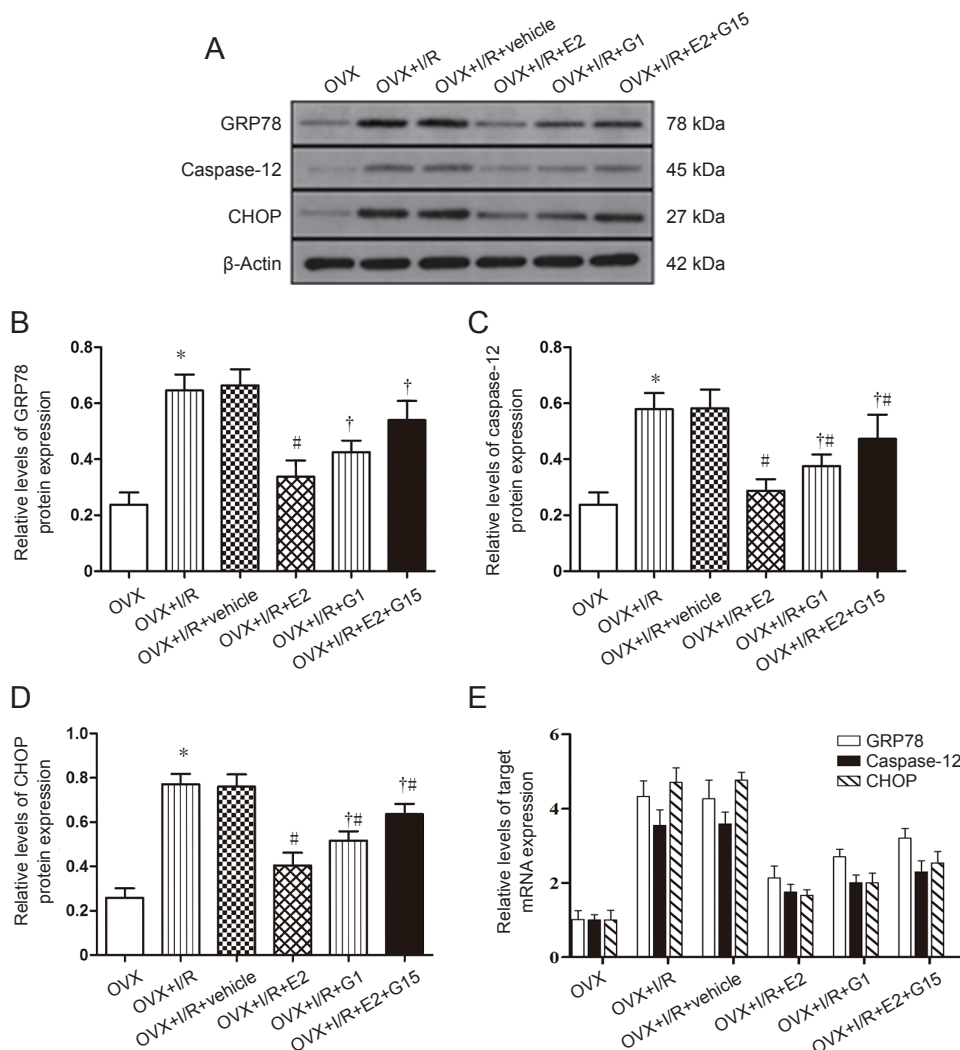 A
OVX
OVX+I/R
OVX+I/R+vehicle
OVX+I/R+E2
OVX+I/R+G1
OVX+I/R+E2+G15
GRP78
78 kDa
Caspase-12
45 kDa
CHOP
27 kDa
β-Actin
42 kDa
B
Relative levels of GRP78
protein expression
0.8
0.6
0.4
0.2
0
*
#
†
†
OVX
OVX+I/R
OVX+I/R+vehicle
OVX+I/R+E2
OVX+I/R+G1
OVX+I/R+E2+G15
C
Relative levels of caspase-12
protein expression
0.8
0.6
0.4
0.2
0
*
#
†#
†#
OVX
OVX+I/R
OVX+I/R+vehicle
OVX+I/R+E2
OVX+I/R+G1
OVX+I/R+E2+G15
D
Relative levels of CHOP
protein expression
1.0
0.8
0.6
0.4
0.2
0
*
#
†#
†#
OVX
OVX+I/R
OVX+I/R+vehicle
OVX+I/R+E2
OVX+I/R+G1
OVX+I/R+E2+G15
E
Relative levels of target
mRNA expression
6
4
2
0
GRP78
Caspase-12
CHOP
OVX
OVX+I/R
OVX+I/R+vehicle
OVX+I/R+E2
OVX+I/R+G1
OVX+I/R+E2+G15